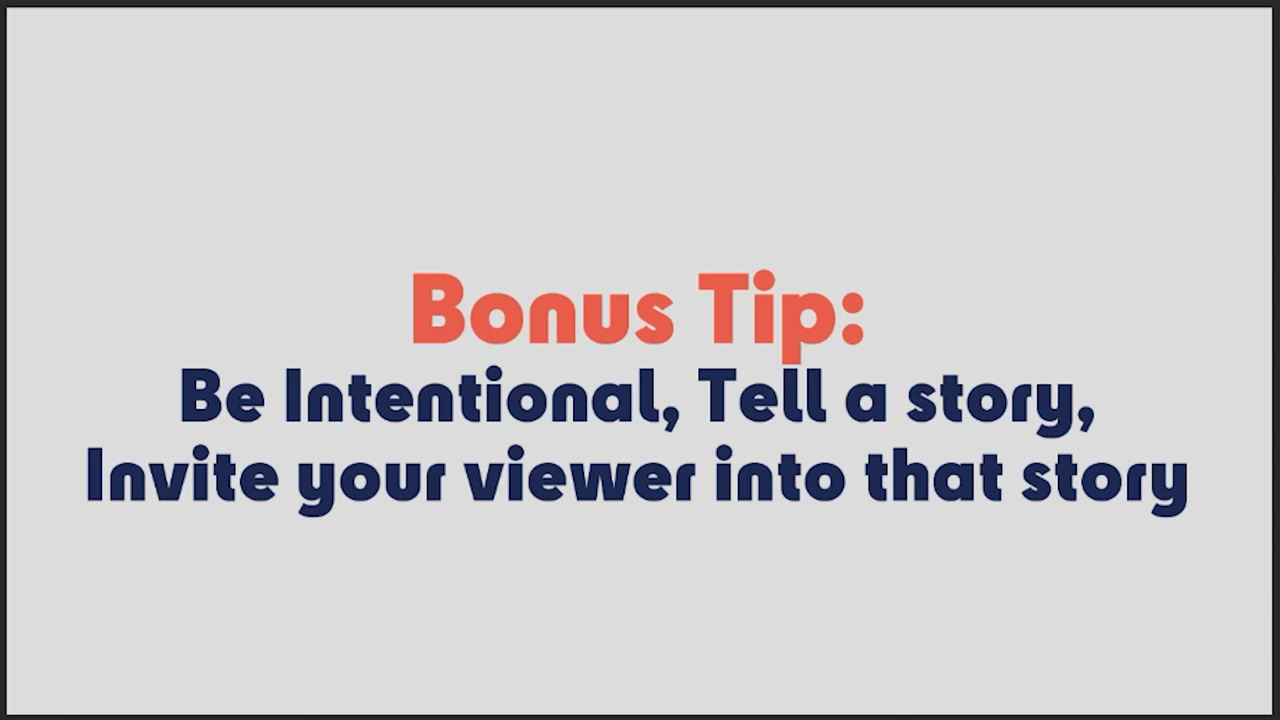 Bonus Tip:
Be Intentional, Tell a story,
Invite your viewer into that story